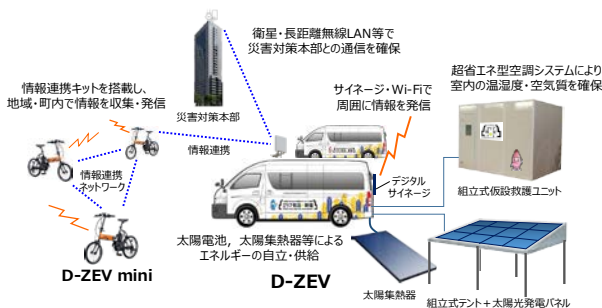 衛星・長距離無線LAN等で
災害対策本部との通信を確保
超省エネ型空調システムにより
室内の温湿度・空気質を確保
情報連携キットを搭載し、
地域・町内で情報を収集・発信
サイネージ・Wi-Fiで
周囲に情報を発信
災害対策本部
情報連携
情報連携
ネットワーク
デジタル
サイネージ
組立式仮設救護ユニット
太陽電池，太陽集熱器等による
エネルギーの自立・供給
D-ZEV mini
D-ZEV
太陽集熱器
組立式テント＋太陽光発電パネル